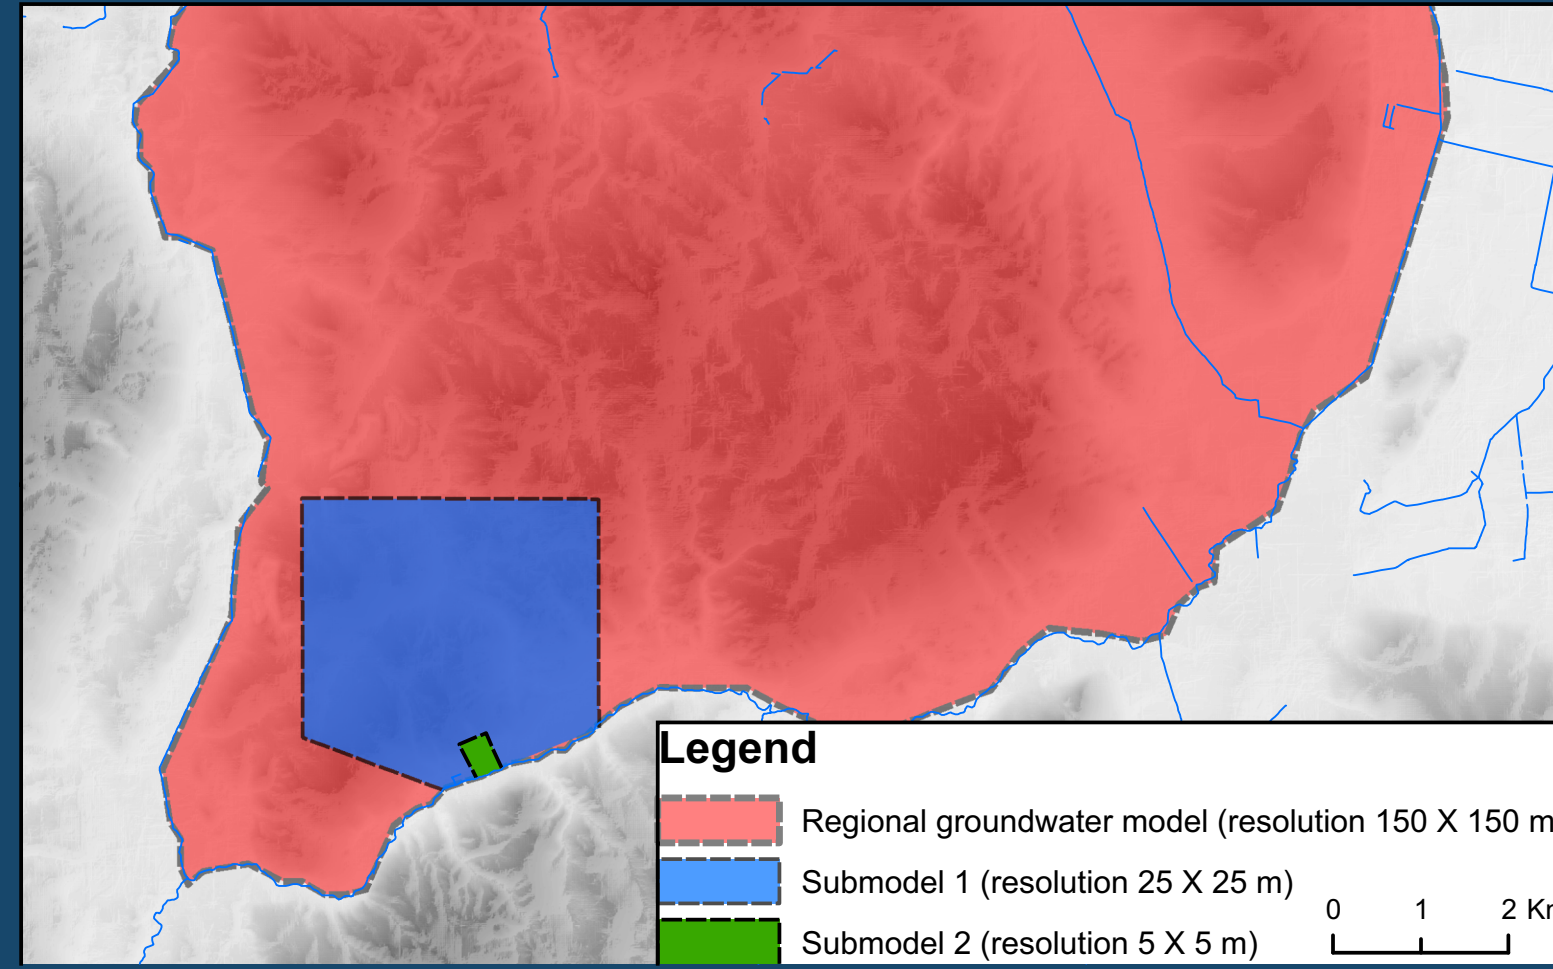 Legend
Regional groundwater model (resolution 150 X 150 m
Submodel 1 (resolution 25 X 25 m)
0 1 2 Km
Submodel 2 (resolution 5 X 5 m)